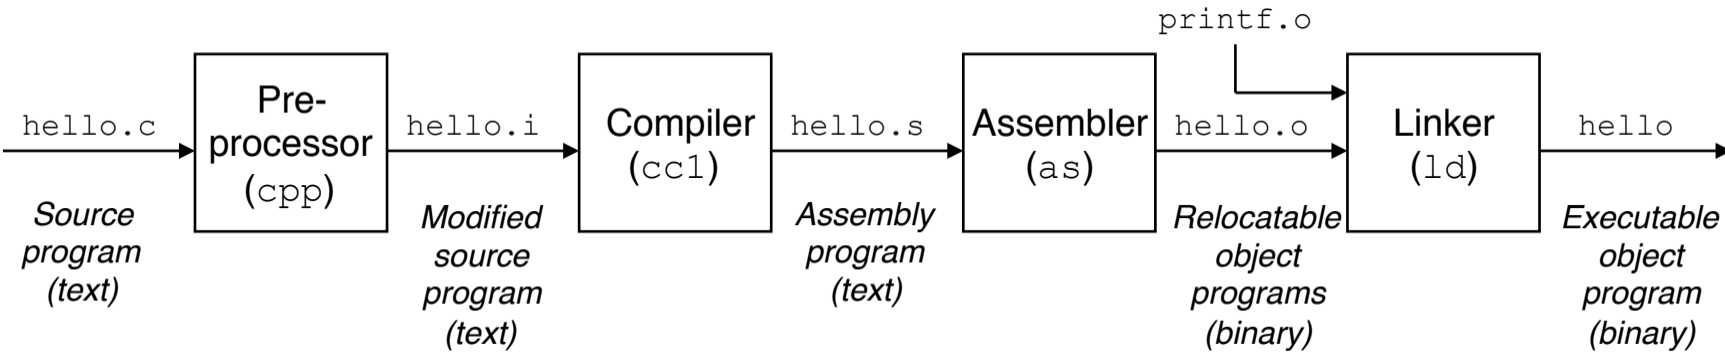 printf.o
hello.c
Pre-
processor
(cpp)
hello.i
Compiler
(cc1)
hello.s
Assembler
(as)
hello.o
Linker
(ld)
hello
Source
program
(text)
Modified
source
program
(text)
Assembly
program
(text)
Relocatable
object
programs
(binary)
Executable
object
program
(binary)